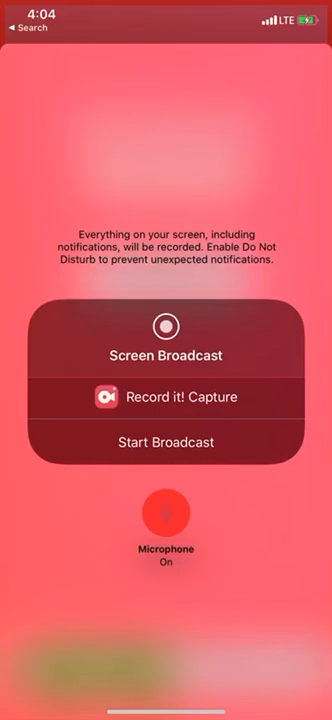 4:04
LTE
◀ Search
Everything on your screen, including
notifications, will be recorded. Enable Do Not
Disturb to prevent unexpected notifications.
Screen Broadcast
Record it! Capture
Start Broadcast
Microphone
On